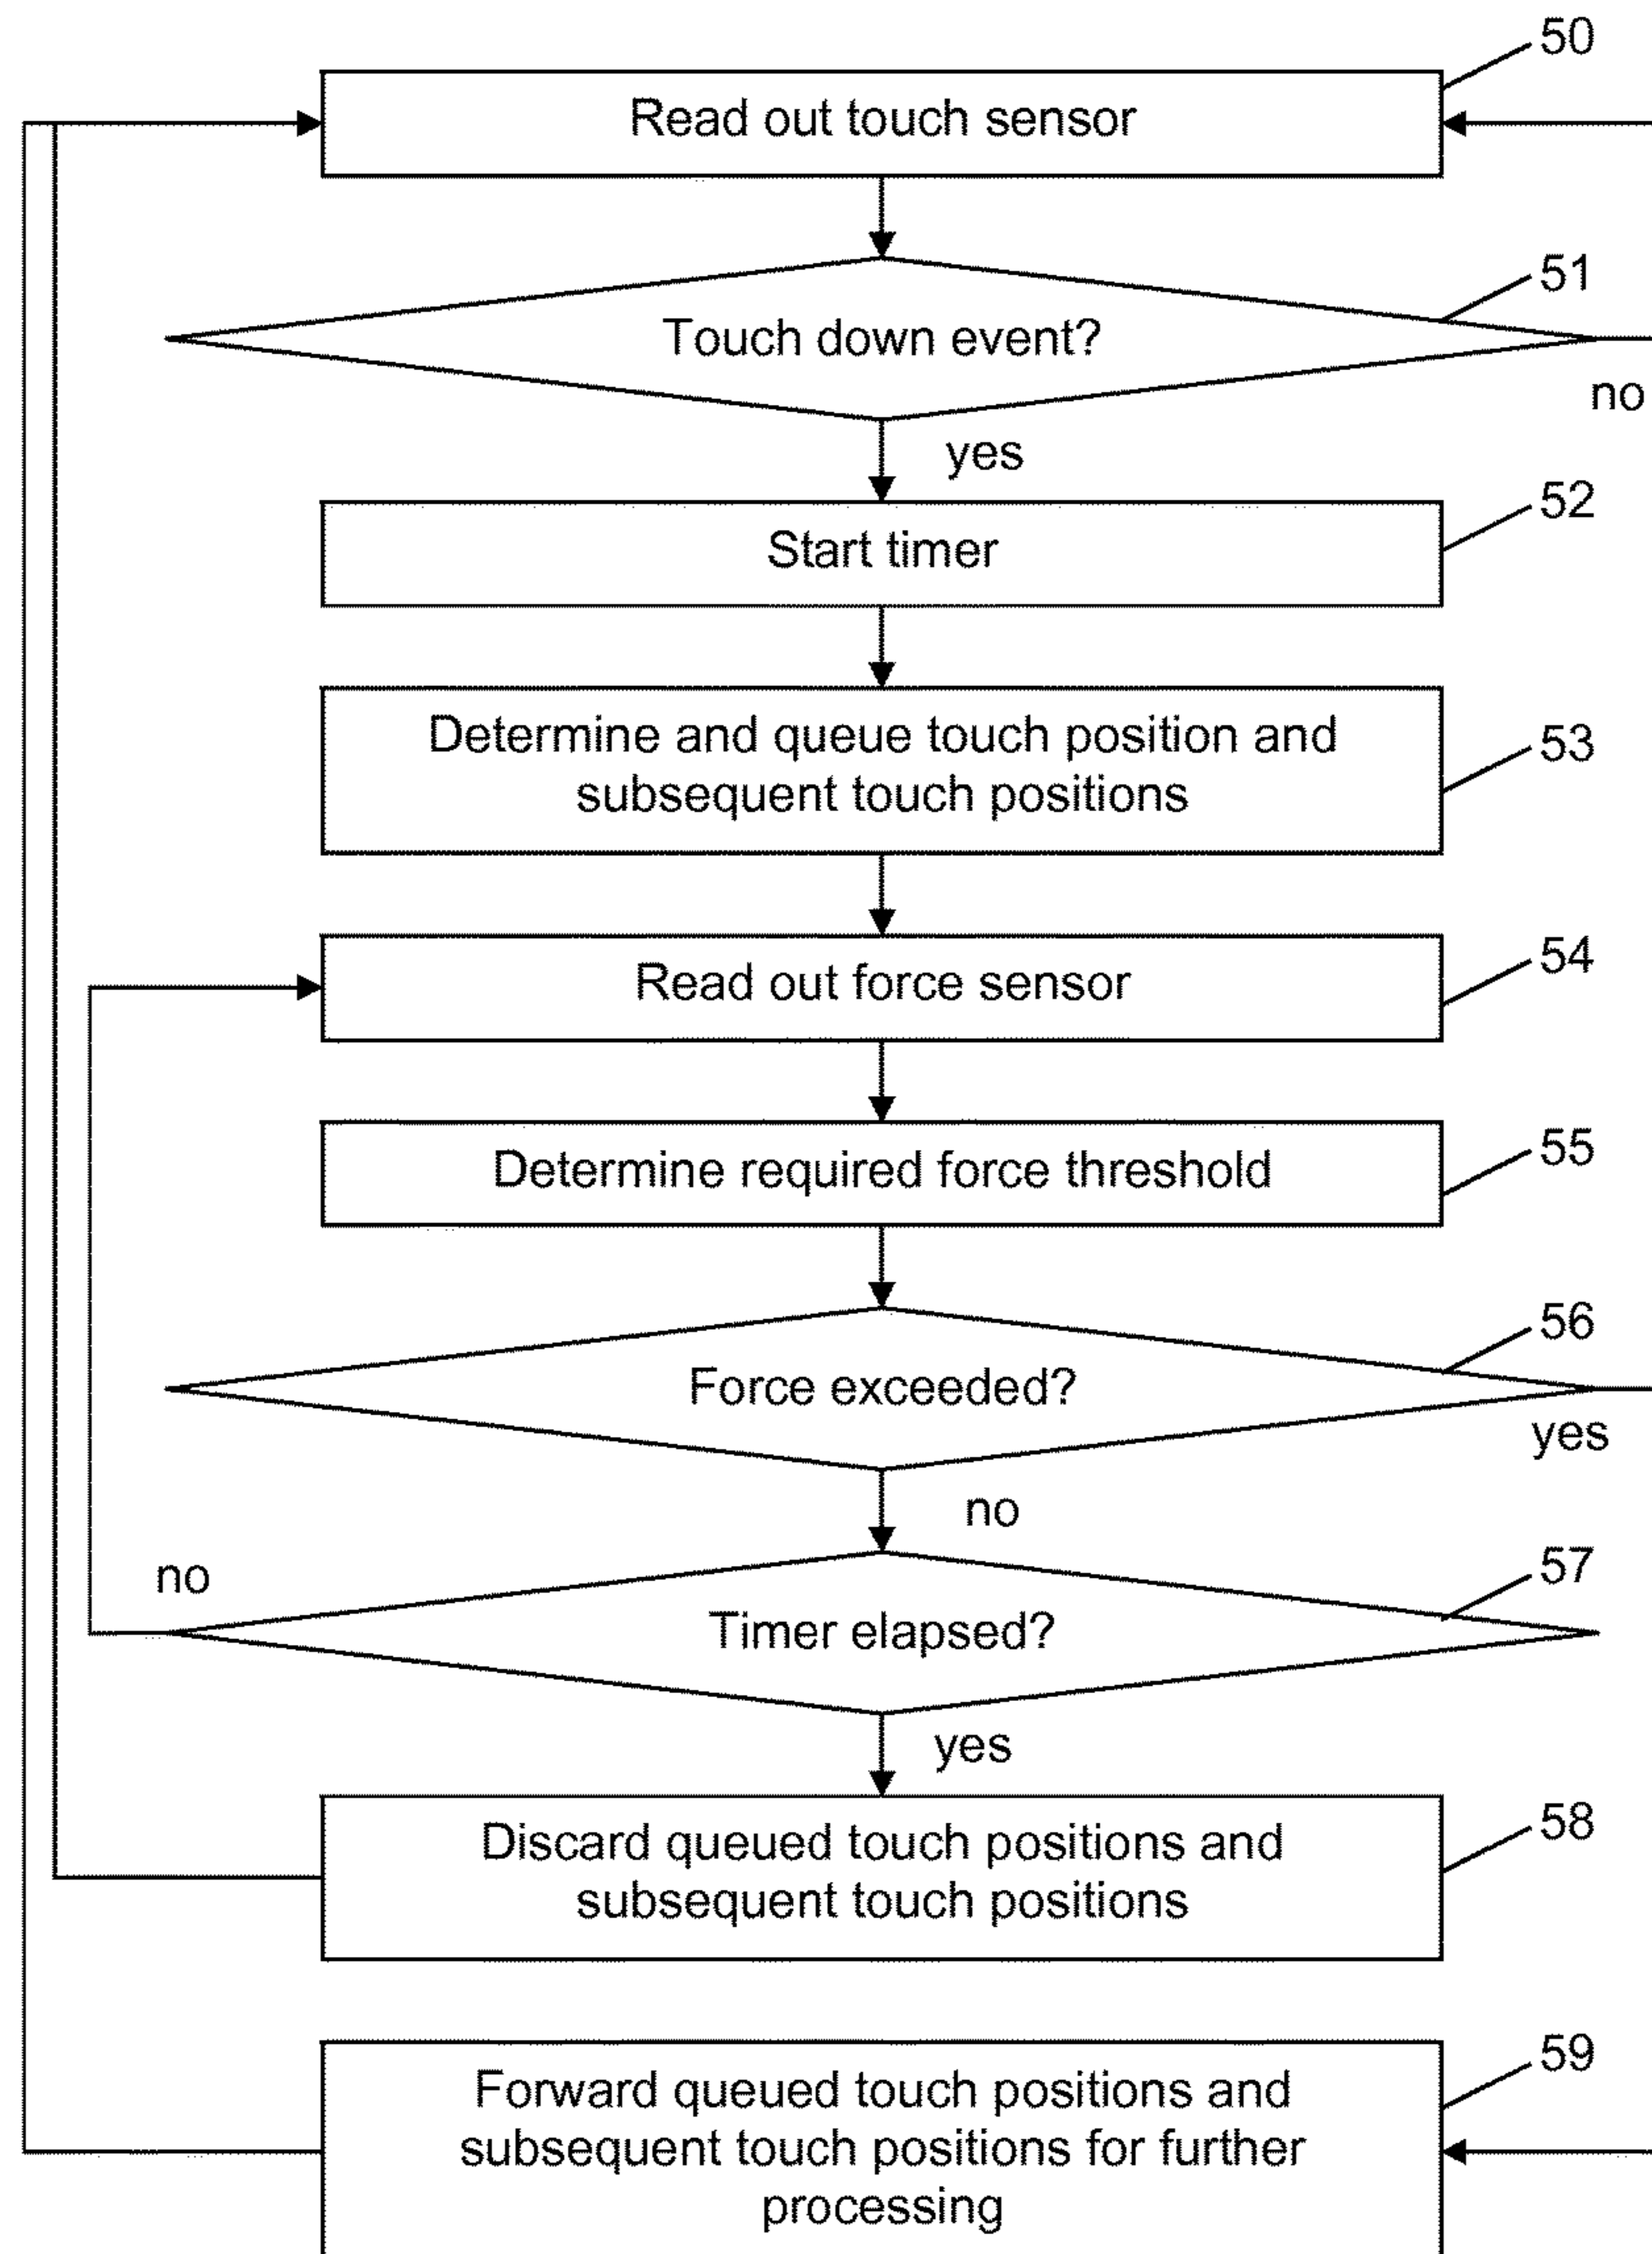 50
Read out touch sensor
51
Touch down event?
no
yes
52
Start timer
Determine and queue touch position and
53
subsequent touch positions
54
Read out force sensor
55
Determine required force threshold
56
Force exceeded?
yes
no
57
no
Timer elapsed?
yes
58
Discard queued touch positions and
subsequent touch positions
59
Forward queued touch positions and
subsequent touch positions for further
processing